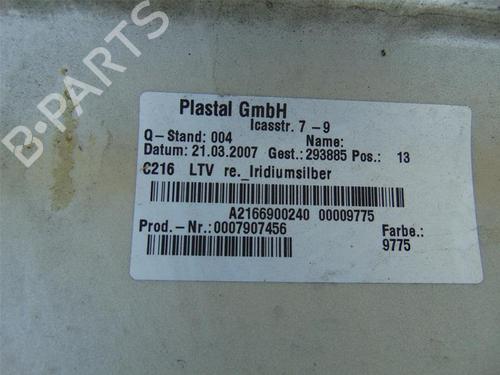 Plastal GmbH
Icasstr. 7-9
Q-Stand: 004 Name:
Datum: 21.03.2007 Gest.: 293885 Pos.: 13
C216 LTV re._Iridiumsilber
A2166900240 00009775
Prod.-Nr.: 0007907456 Farbe.:
9775
B-PARTS